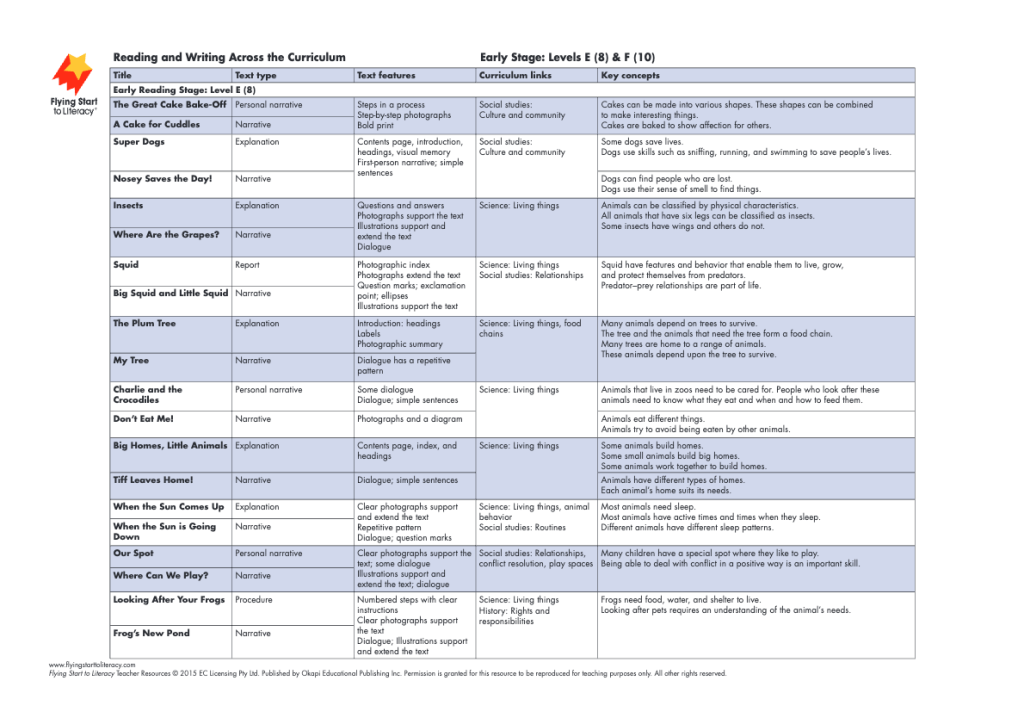 Flying Start
to Literacy
Reading and Writing Across the Curriculum
Early Stage: Levels E (8) & F (10)
Title Text type Text features Curriculum links Key concepts
Early Reading Stage: Level E (8)
The Great Cake Bake-Off Personal narrative
A Cake for Cuddles Narrative
Steps in a process
Step-by-step photographs
Bold print
Social studies:
Culture and community
Cakes can be made into various shapes. These shapes can be combined
to make interesting things.
Cakes are baked to show affection for others.
Super Dogs Explanation
Nosey Saves the Day! Narrative
Contents page, introduction,
headings, visual memory
First-person narrative; simple
sentences
Social studies:
Culture and community
Some dogs save lives.
Dogs use skills such as sniffing, running, and swimming to save people's lives.
Dogs can find people who are lost.
Dogs use their sense of smell to find things.
Insects Explanation
Where Are the Grapes? Narrative
Questions and answers
Photographs support the text
Illustrations support and
extend the text
Dialogue
Science: Living things
Animals can be classified by physical characteristics.
All animals that have six legs can be classified as insects.
Some insects have wings and others do not.
Squid Report
Big Squid and Little Squid Narrative
Photographic index
Photographs extend the text
Question marks; exclamation
point; ellipses
Illustrations support the text
Science: Living things
Social studies: Relationships
Squid have features and behavior that enable them to live, grow,
and protect themselves from predators.
Predator–prey relationships are part of life.
The Plum Tree Explanation
Introduction: headings
Labels
Photographic summary
Science: Living things, food
chains
Many animals depend on trees to survive.
The tree and the animals that need the tree form a food chain.
Many trees are home to a range of animals.
These animals depend upon the tree to survive.
My Tree Narrative
Dialogue has a repetitive
pattern
Charlie and the
Crocodiles
Personal narrative
Some dialogue
Dialogue; simple sentences
Science: Living things
Animals that live in zoos need to be cared for. People who look after these
animals need to know what they eat and when and how to feed them.
Don't Eat Me! Narrative Photographs and a diagram
Animals eat different things.
Animals try to avoid being eaten by other animals.
Big Homes, Little Animals Explanation
Contents page, index, and
headings
Science: Living things
Some animals build homes.
Some small animals build big homes.
Some animals work together to build homes.
Tiff Leaves Home! Narrative Dialogue; simple sentences
Animals have different types of homes.
Each animal's home suits its needs.
When the Sun Comes Up Explanation
When the Sun is Going
Down
Narrative
Clear photographs support
and extend the text
Repetitive pattern
Dialogue; question marks
Science: Living things, animal
behavior
Social studies: Routines
Most animals need sleep.
Most animals have active times and times when they sleep.
Different animals have different sleep patterns.
Our Spot Personal narrative
Where Can We Play? Narrative
Clear photographs support the
text; some dialogue
Illustrations support and
extend the text; dialogue
Social studies: Relationships,
conflict resolution, play spaces
Many children have a special spot where they like to play.
Being able to deal with conflict in a positive way is an important skill.
Looking After Your Frogs Procedure
Frog's New Pond Narrative
Numbered steps with clear
instructions
Clear photographs support
the text
Dialogue; Illustrations support
and extend the text
Science: Living things
History: Rights and
responsibilities
Frogs need food, water, and shelter to live.
Looking after pets requires an understanding of the animal's needs.
www.flyingstarttoliteracy.com
Flying Start to Literacy Teacher Resources © 2015 EC Licensing Pty Ltd. Published by Okapi Educational Publishing Inc. Permission is granted for this resource to be reproduced for teaching purposes only. All other rights reserved.